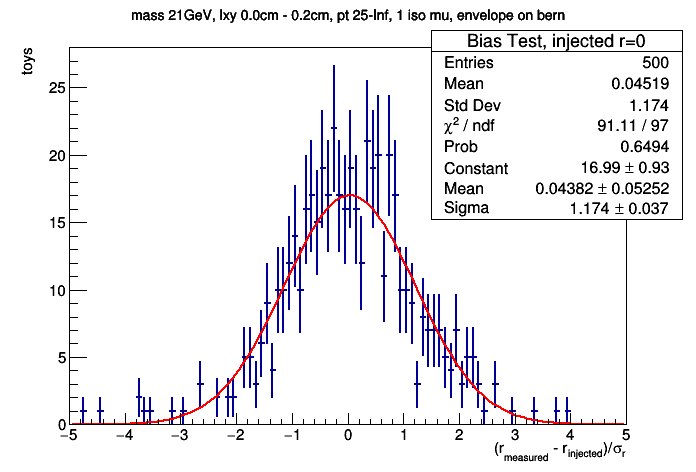 mass 21GeV, lxy 0.0cm - 0.2cm, pt 25-Inf, 1 iso mu, envelope on bern
Bias Test, injected r=0
Entries 500
Mean 0.04519
Std Dev 1.174
χ² / ndf 91.11 / 97
Prob 0.6494
Constant 16.99 ± 0.93
Mean 0.04382 ± 0.05252
Sigma 1.174 ± 0.037
toys
25
20
15
10
5
0
−5 −4 −3 −2 −1 0 1 2 3 4 5
(r_measured - r_injected)/σ_r